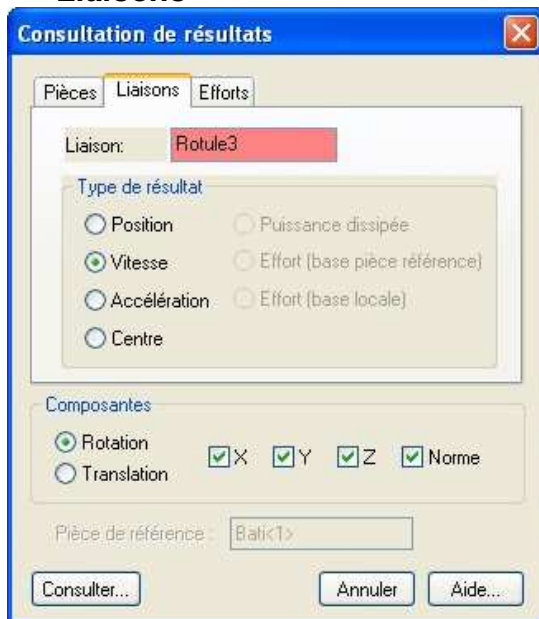 Liaisons
Consultation de résultats
Pièces Liaisons Efforts
Liaison: Rotule3
Type de résultat
Position Puissance dissipée
Vitesse Effort (base pièce référence)
Accélération Effort (base locale)
Centre
Composantes
Rotation
X Y Z Norme
Translation
Pièce de référence : Bati<1>
Consulter... Annuler Aide...